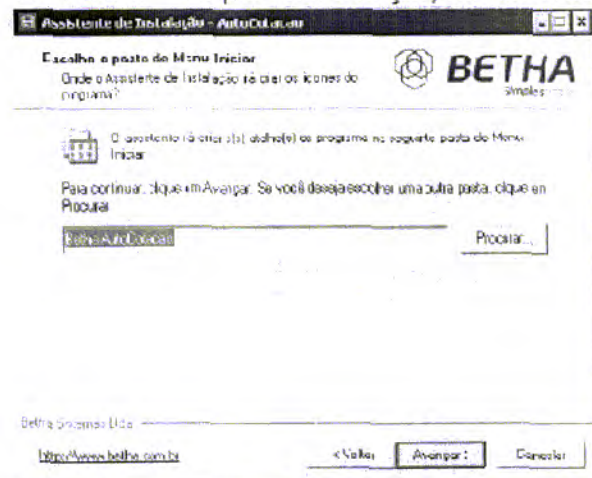 Assistente de Instalação - AutoCotacao
Escolha a pasta do Menu Iniciar
Onde o Assistente de Instalação irá criar os ícones do
programa?
BETHA
Simples
O assistente irá criar o(s) atalho(s) do programa na seguinte pasta do Menu
Iniciar
Para continuar, clique em Avançar. Se você deseja escolher uma outra pasta, clique em
Procurar
Betha AutoCotacao
Procurar...
Betha Sistemas Ltda
http://www.betha.com.br
< Voltar
Avançar >
Cancelar